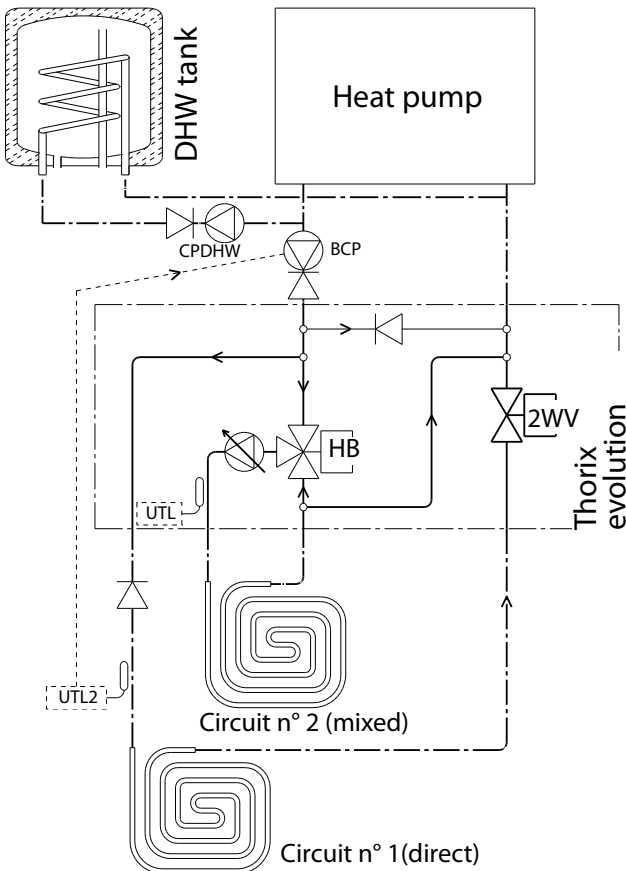 DHW tank
Heat pump
CPDHW
BCP
HB
2WV
Thorix
evolution
UTL
UTL2
Circuit n° 2 (mixed)
Circuit n° 1(direct)